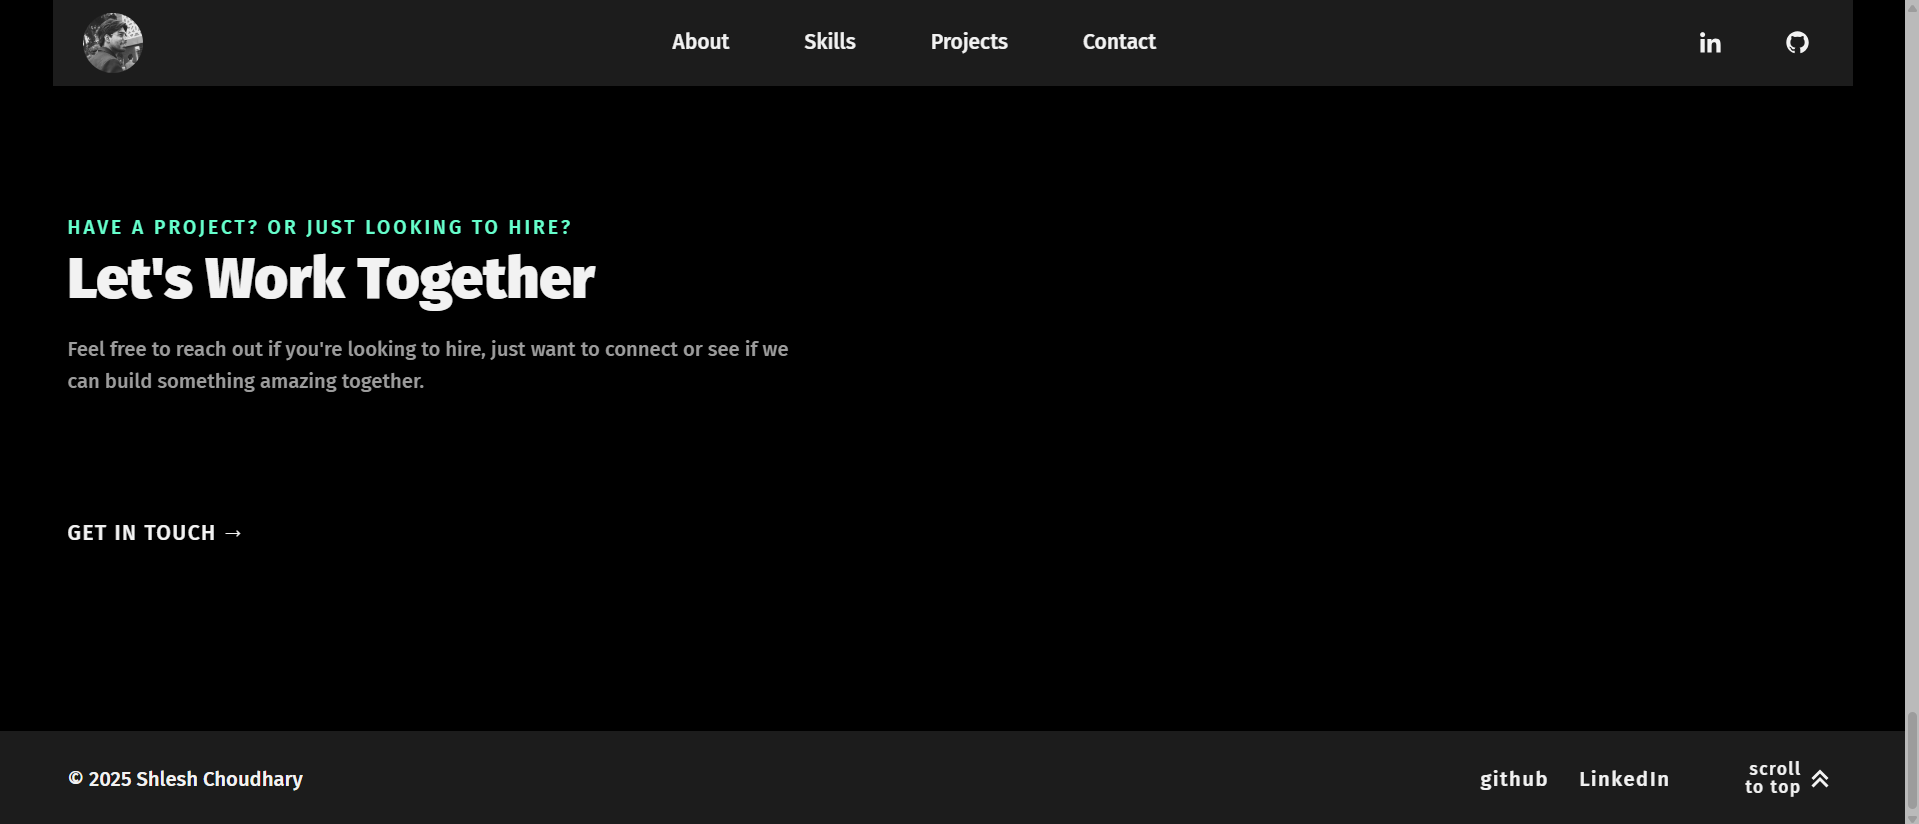 About Skills Projects Contact in
HAVE A PROJECT? OR JUST LOOKING TO HIRE?
Let's Work Together
Feel free to reach out if you're looking to hire, just want to connect or see if we
can build something amazing together.
GET IN TOUCH →
© 2025 Shlesh Choudhary
github LinkedIn
scroll
to top